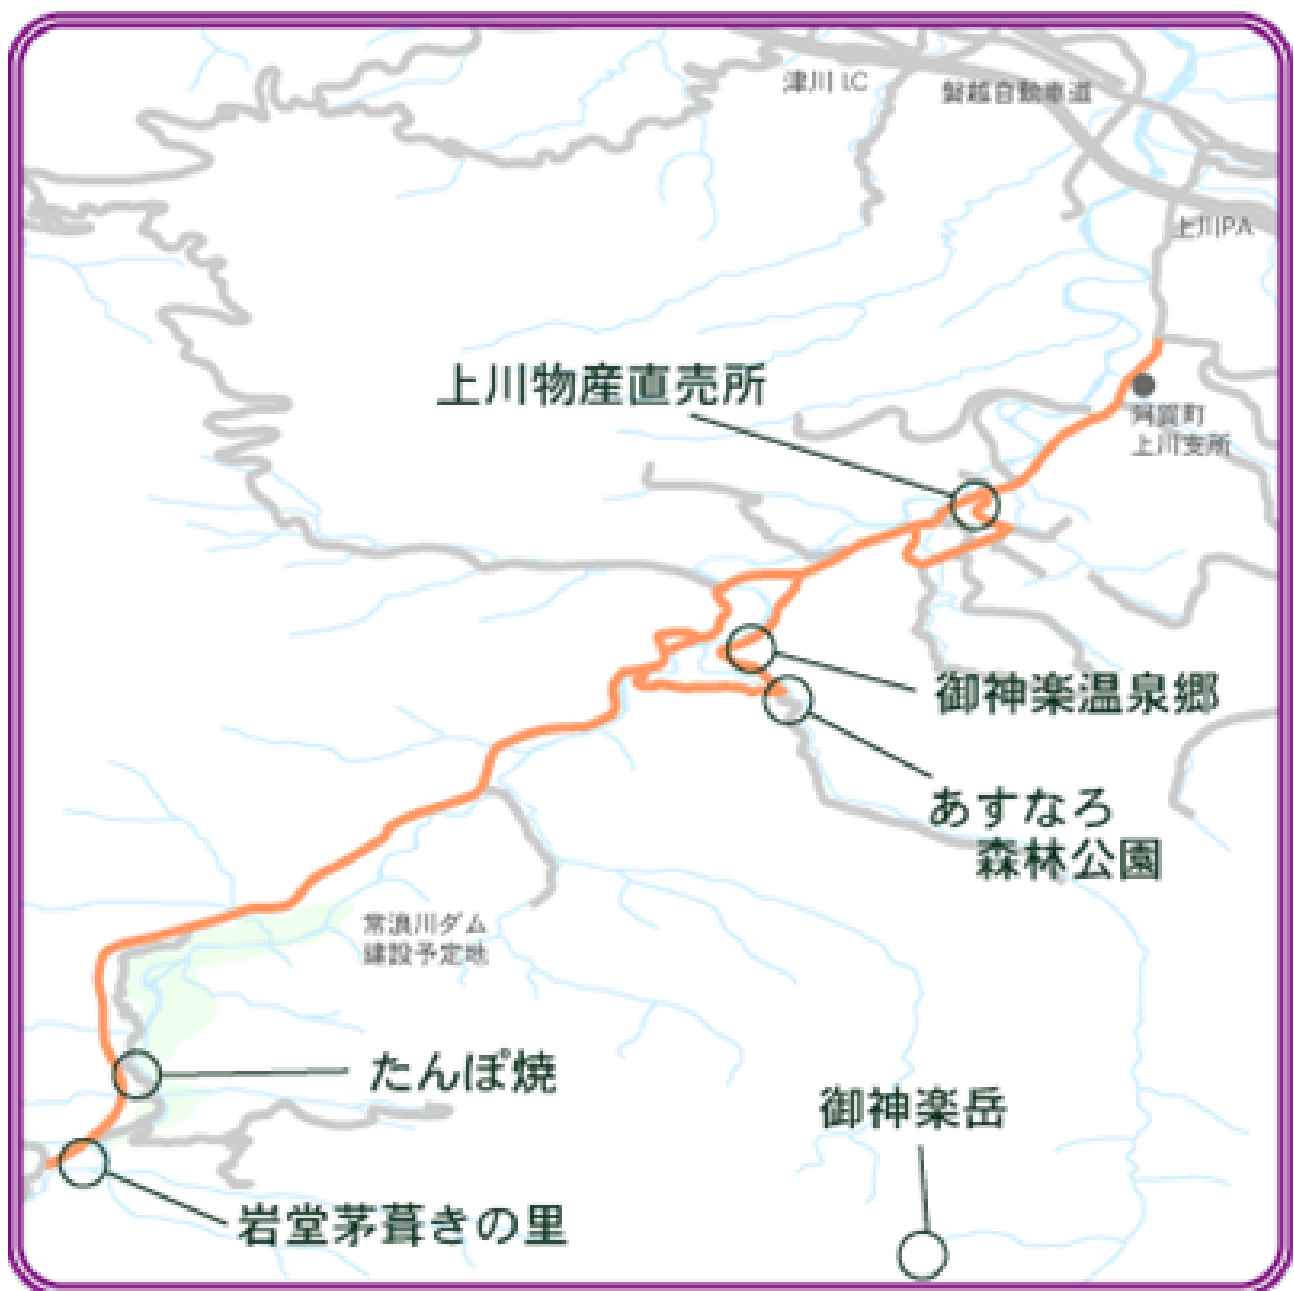 津川 I.C
磐越自動車道
上川PA
上川物産直売所
阿賀町
上川支所
御神楽温泉郷
あすなろ
森林公園
常浪川ダム
建設予定地
たんぽ焼
御神楽岳
岩堂茅葺きの里